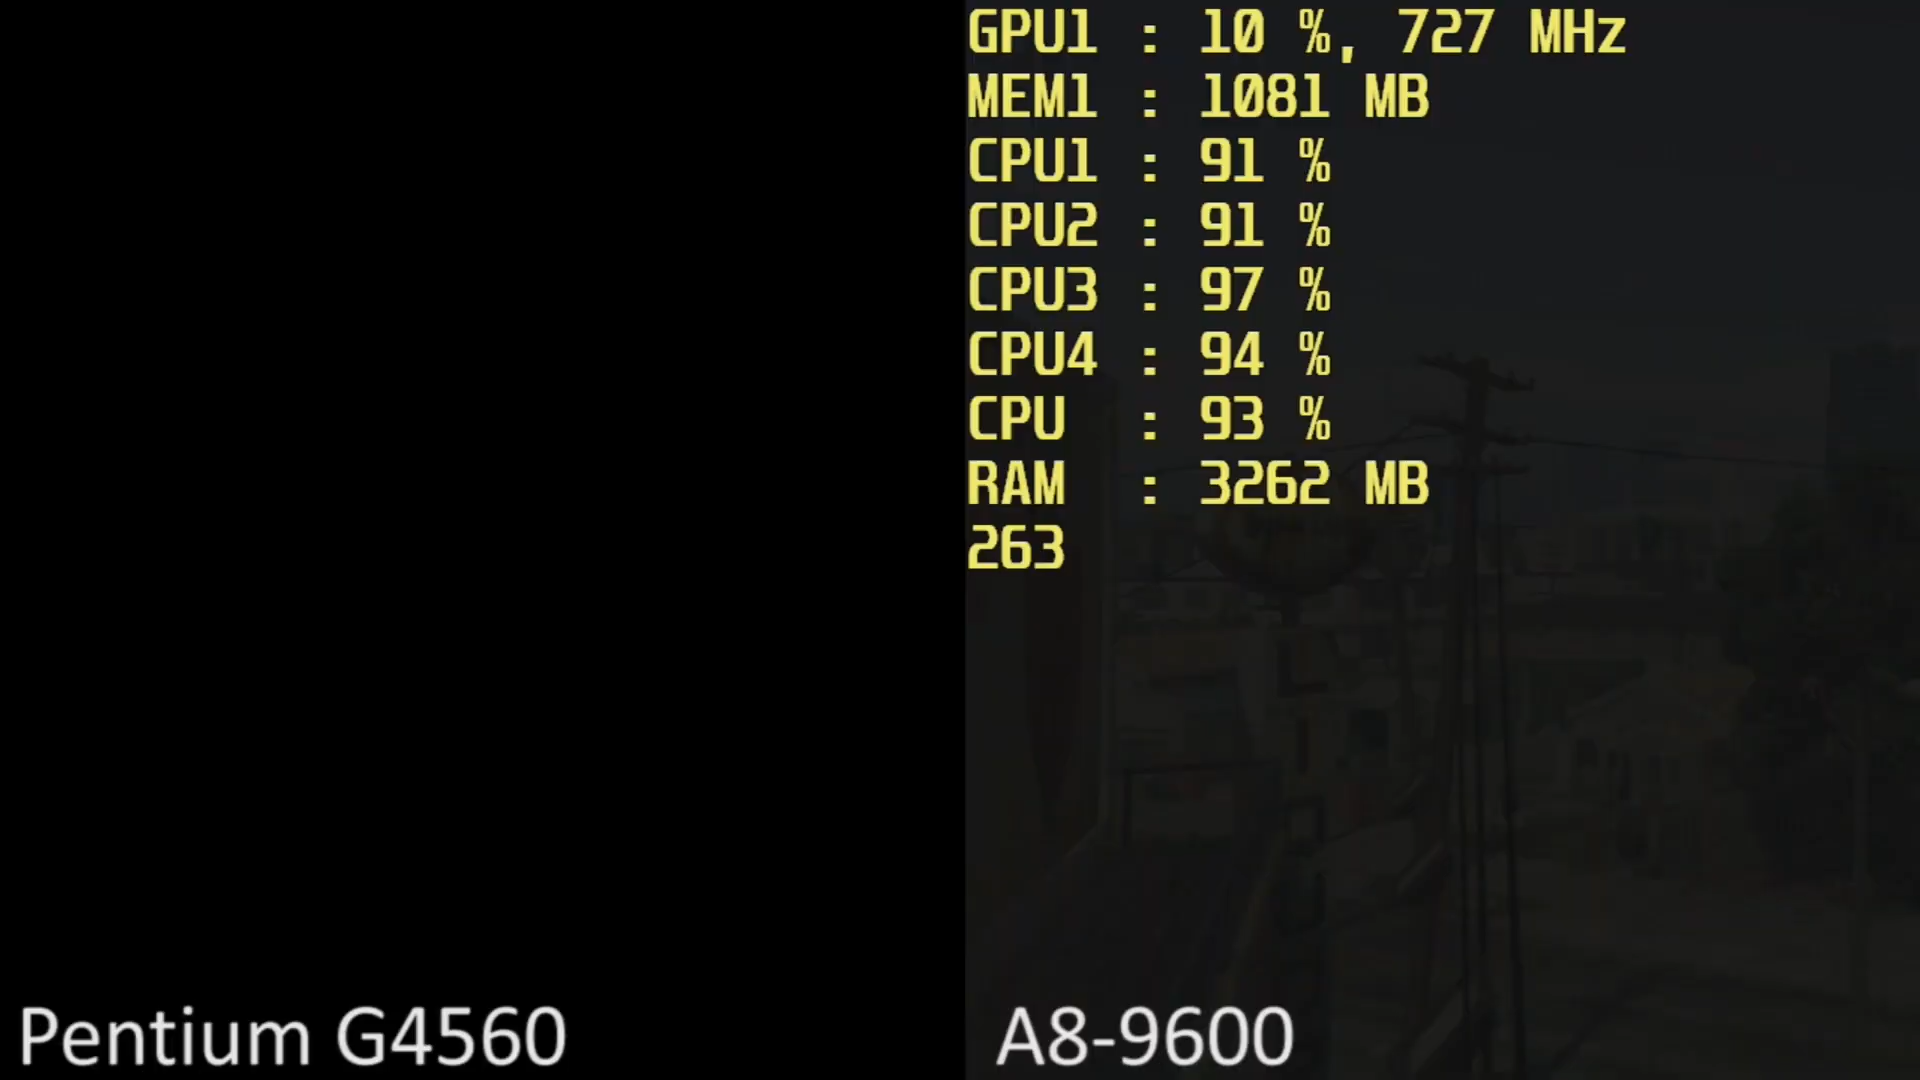 GPU1 : 10 %, 727 MHz
MEM1 : 1081 MB
CPU1 : 91 %
CPU2 : 91 %
CPU3 : 97 %
CPU4 : 94 %
CPU : 93 %
RAM : 3262 MB
263
Pentium G4560
A8-9600